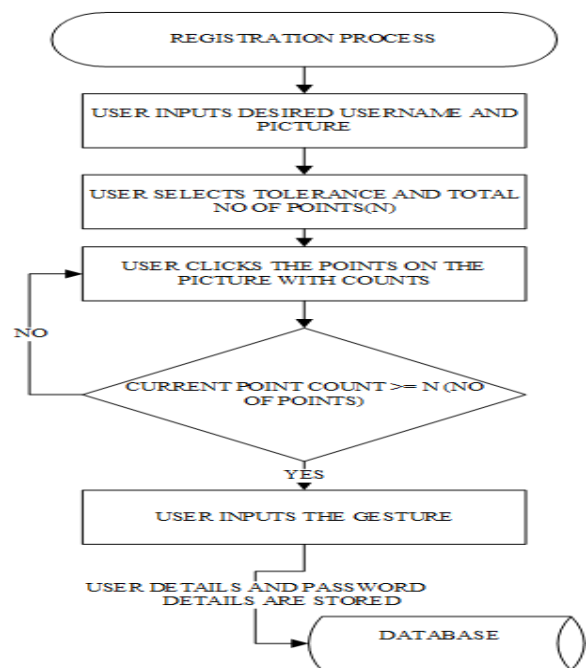 REGISTRATION PROCESS
USER INPUTS DESIRED USERNAME AND
PICTURE
USER SELECTS TOLERANCE AND TOTAL
NO OF POINTS(N)
USER CLICKS THE POINTS ON THE
PICTURE WITH COUNTS
NO
CURRENT POINT COUNT >= N (NO
OF POINTS)
YES
USER INPUTS THE GESTURE
USER DETAILS AND PASSWORD
DETAILS ARE STORED
DATABASE